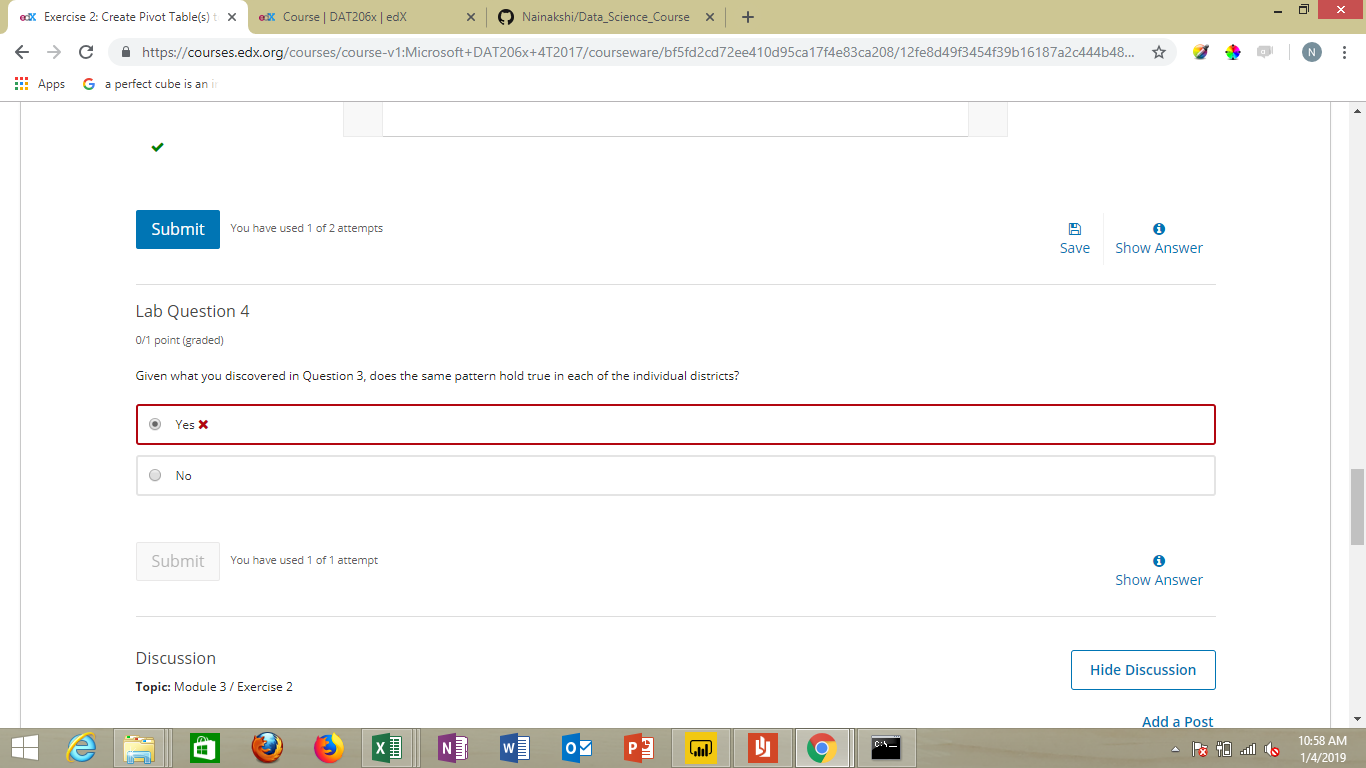 edX Exercise 2: Create Pivot Table(s) t
edX Course | DAT206x | edX
Nainakshi/Data_Science_Course
https://courses.edx.org/courses/course-v1:Microsoft+DAT206x+4T2017/courseware/bf5fd2cd72ee410d95ca17f4e83ca208/12fe8d49f3454f39b16187a2c444b48...
N
Apps
G a perfect cube is an in
Submit
You have used 1 of 2 attempts
Save
Show Answer
Lab Question 4
0/1 point (graded)
Given what you discovered in Question 3, does the same pattern hold true in each of the individual districts?
Yes
No
Submit
You have used 1 of 1 attempt
Show Answer
Discussion
Hide Discussion
Topic: Module 3 / Exercise 2
Add a Post
10:58 AM
1/4/2019